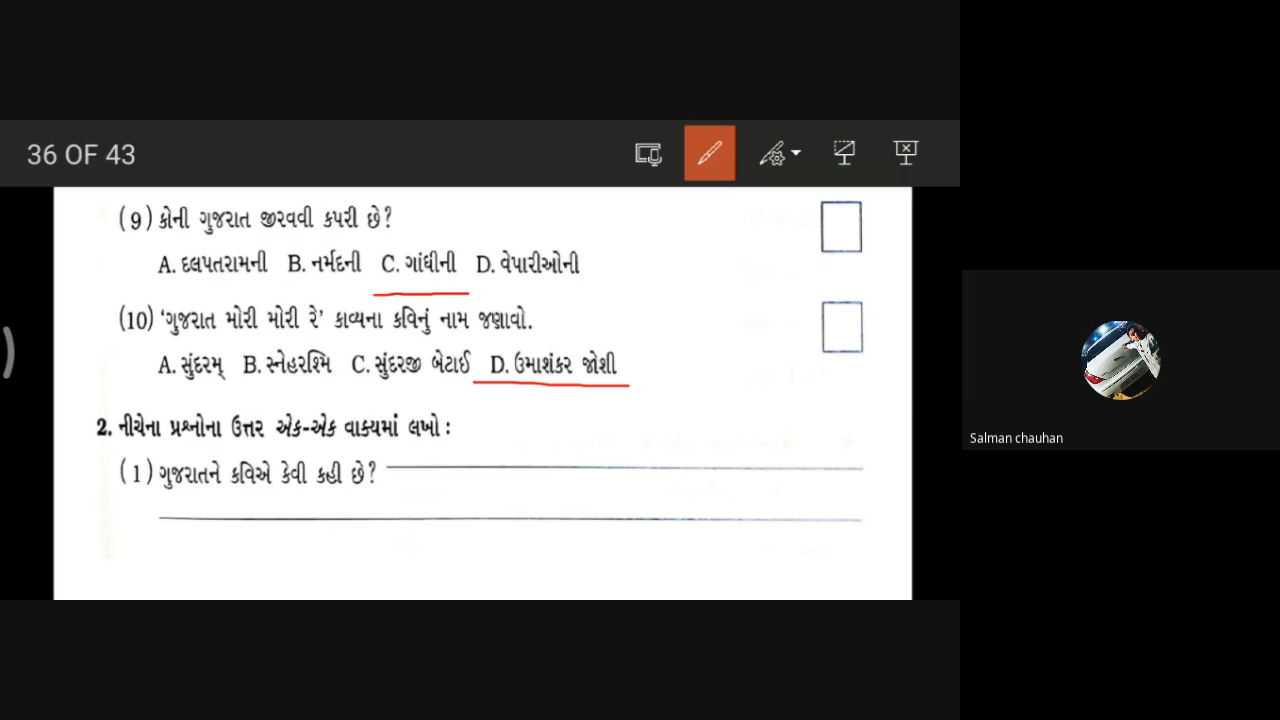 36 OF 43
(9) કોની ગુજરાત જીરવવી કપરી છે?
A. દલપતરામની B. નર્મદની C. ગાંધીની D. વેપારીઓની
(10) ‘ગુજરાત મોરી મોરી રે’ કાવ્યના કવિનું નામ જણાવો.
A. સુંદરમ્ B. સ્નેહરશ્મિ C. સુંદરજી બેટાઈ D. ઉમાશંકર જોશી
2. નીચેના પ્રશ્નોના ઉત્તર એક-એક વાક્યમાં લખો :
(1) ગુજરાતને કવિએ કેવી કહી છે?
Salman chauhan